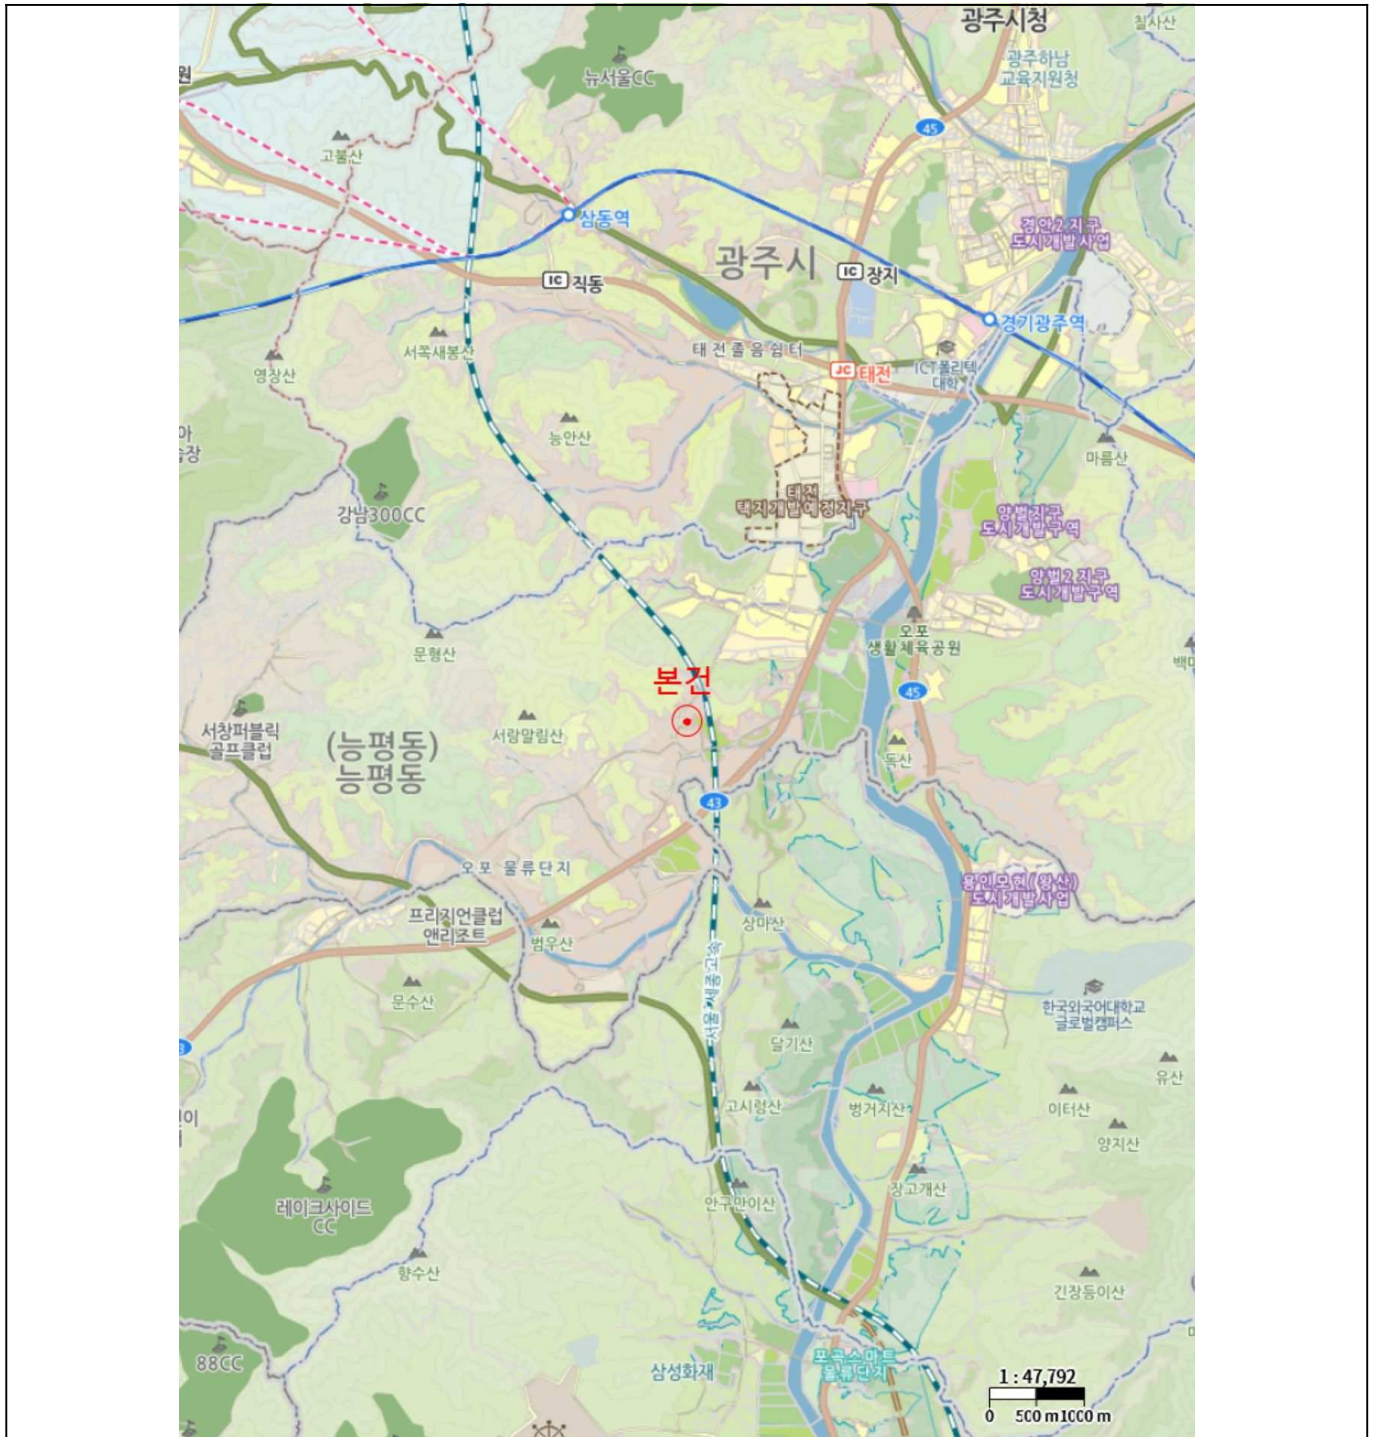 광주시청
칠사산
광주하남
교육지원청
뉴서울CC
원
45
고불산
삼동역
경안2지구
도시개발사업
광주시
IC 직동
IC 장지
경기광주역
서쪽새봉산
태전졸음쉼터
영장산
JC 태전
ICT폴리텍
대학
능안산
마름산
강남300CC
태전
택지개발예정지구
양벌지구
도시개발구역
양벌2지구
도시개발구역
오포
생활체육공원
문형산
본건
45
서창퍼블릭
골프클럽
서랑말림산
(능평동)
능평동
독산
43
오포 물류단지
용인모현(왕산)
도시개발사업
프리지언클럽
앤리조트
범우산
상마산
서울세종고속
문수산
한국외국어대학교
글로벌캠퍼스
달기산
유산
고시랑산
벙거지산
이터산
양지산
안구만이산
장고개산
레이크사이드
CC
향수산
긴장등이산
88CC
삼성화재
포곡스마트
물류단지
1 : 47,792
0 500 m 1000 m